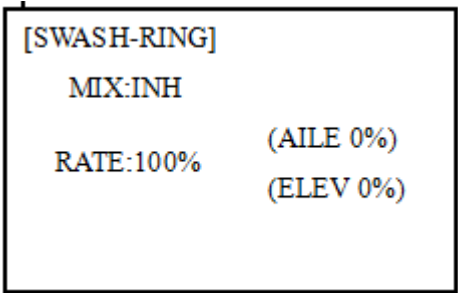 [SWASH-RING]
MIX:INH
(AILE 0%)
RATE:100%
(ELEV 0%)